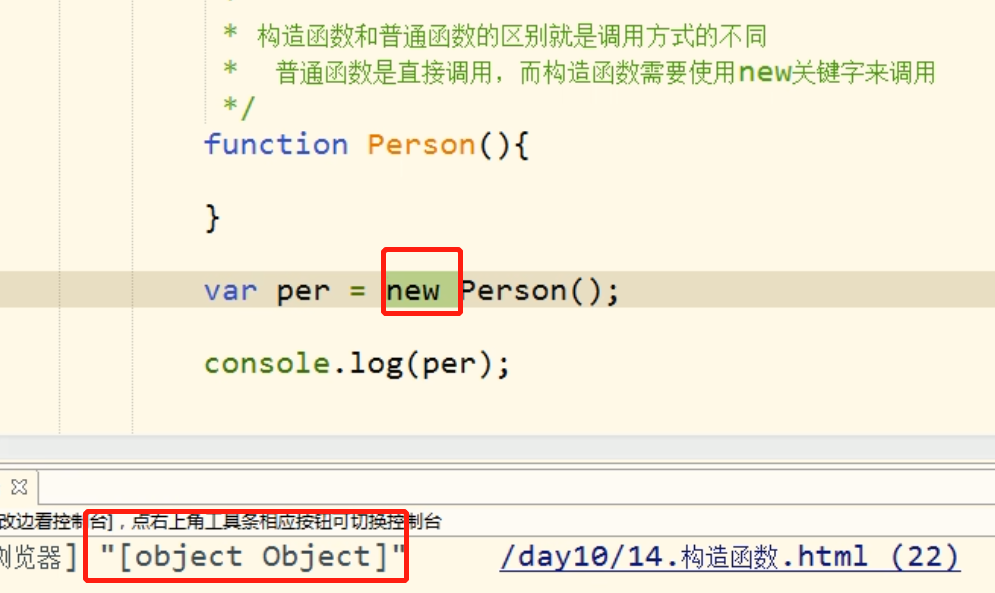 *
* 构造函数和普通函数的区别就是调用方式的不同
* 普通函数是直接调用，而构造函数需要使用new关键字来调用
*/
function Person(){
}
var per = new Person();
console.log(per);
改边看控制台]，点右上角工具条相应按钮可切换控制台
浏览器] "[object Object]" /day10/14.构造函数.html (22)